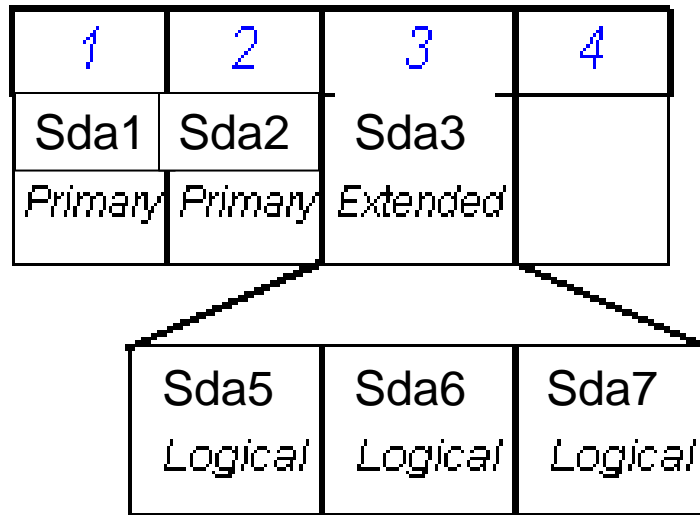 1 2 3 4
Sda1 Sda2 Sda3
Primary Primary Extended
Sda5 Sda6 Sda7
Logical Logical Logical